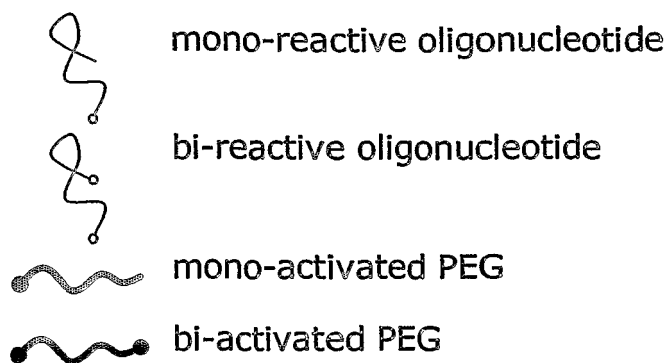 mono-reactive oligonucleotide
bi-reactive oligonucleotide
mono-activated PEG
bi-activated PEG